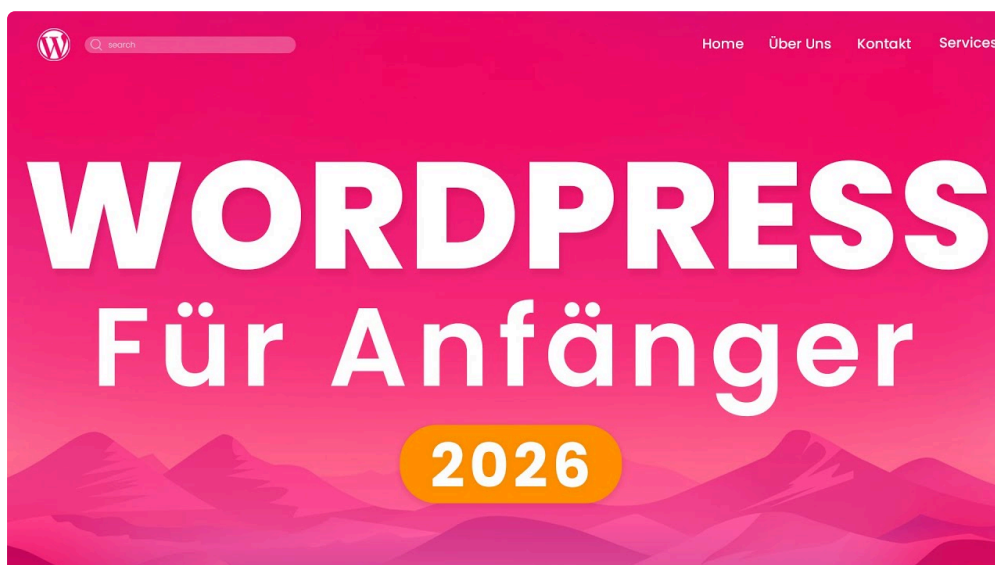 search
Home Über Uns Kontakt Services
WORDPRESS
Für Anfänger
2026